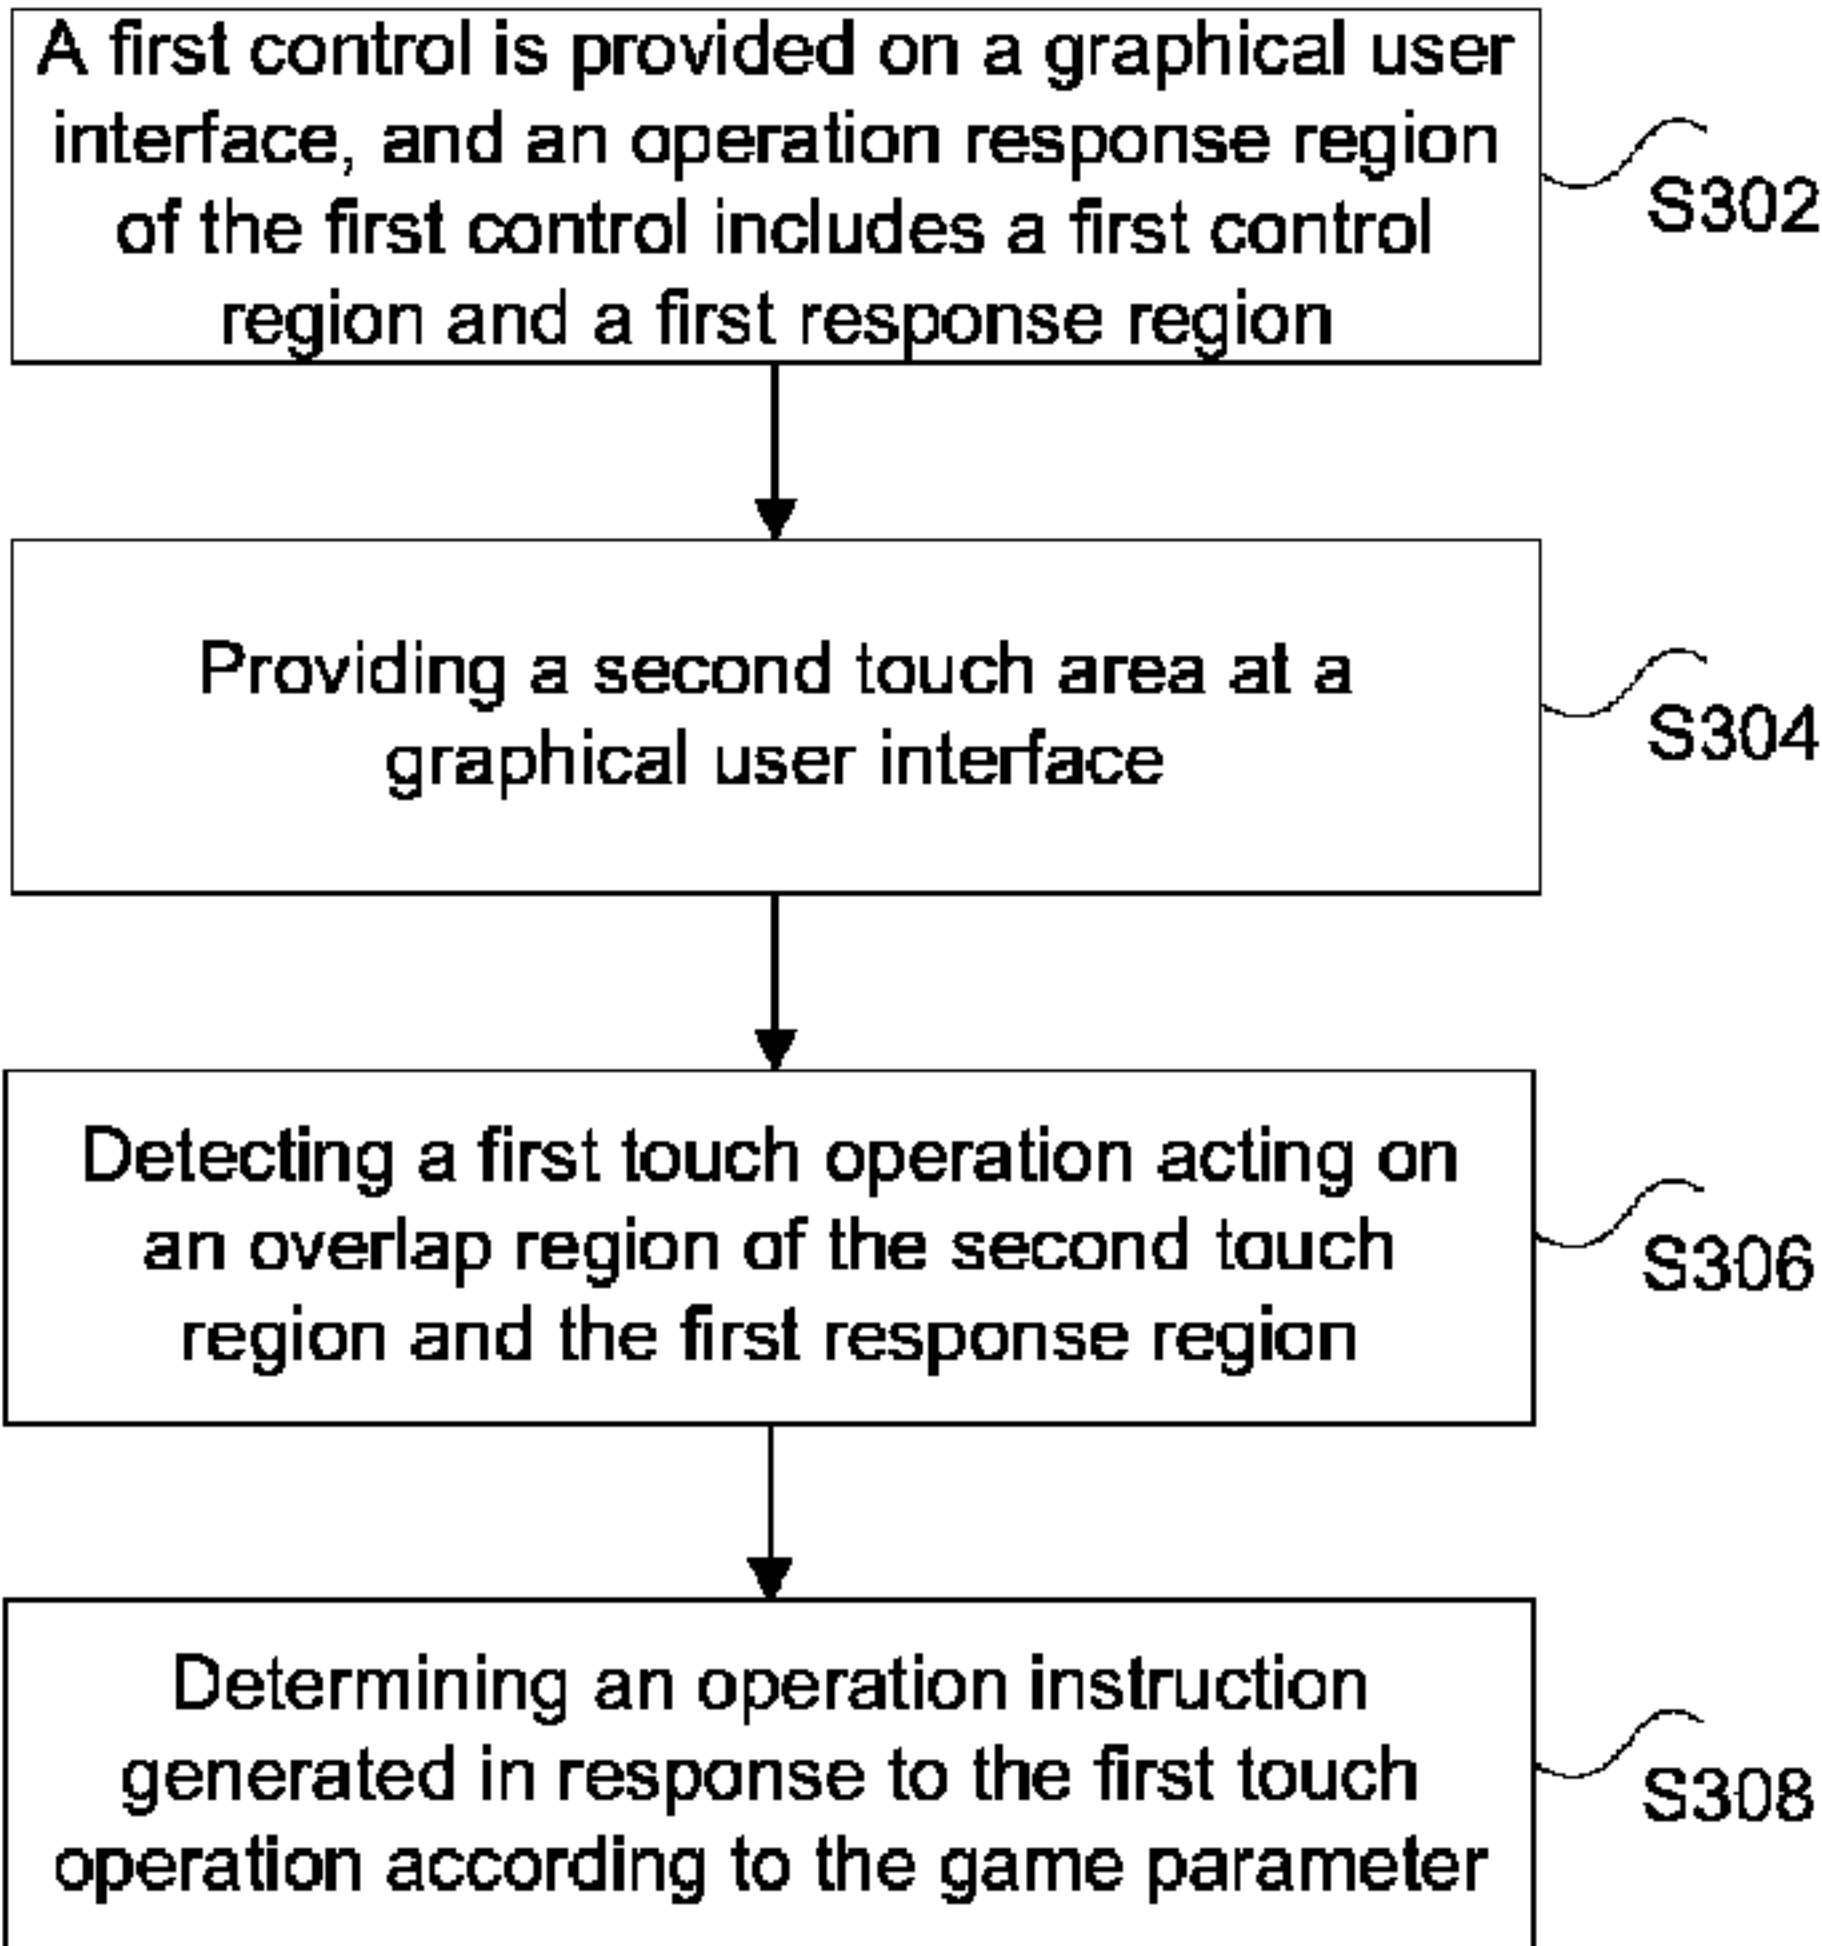 A first control is provided on a graphical user
interface, and an operation response region
of the first control includes a first control
region and a first response region
S302
Providing a second touch area at a
graphical user interface
S304
Detecting a first touch operation acting on
an overlap region of the second touch
region and the first response region
S306
Determining an operation instruction
generated in response to the first touch
operation according to the game parameter
S308